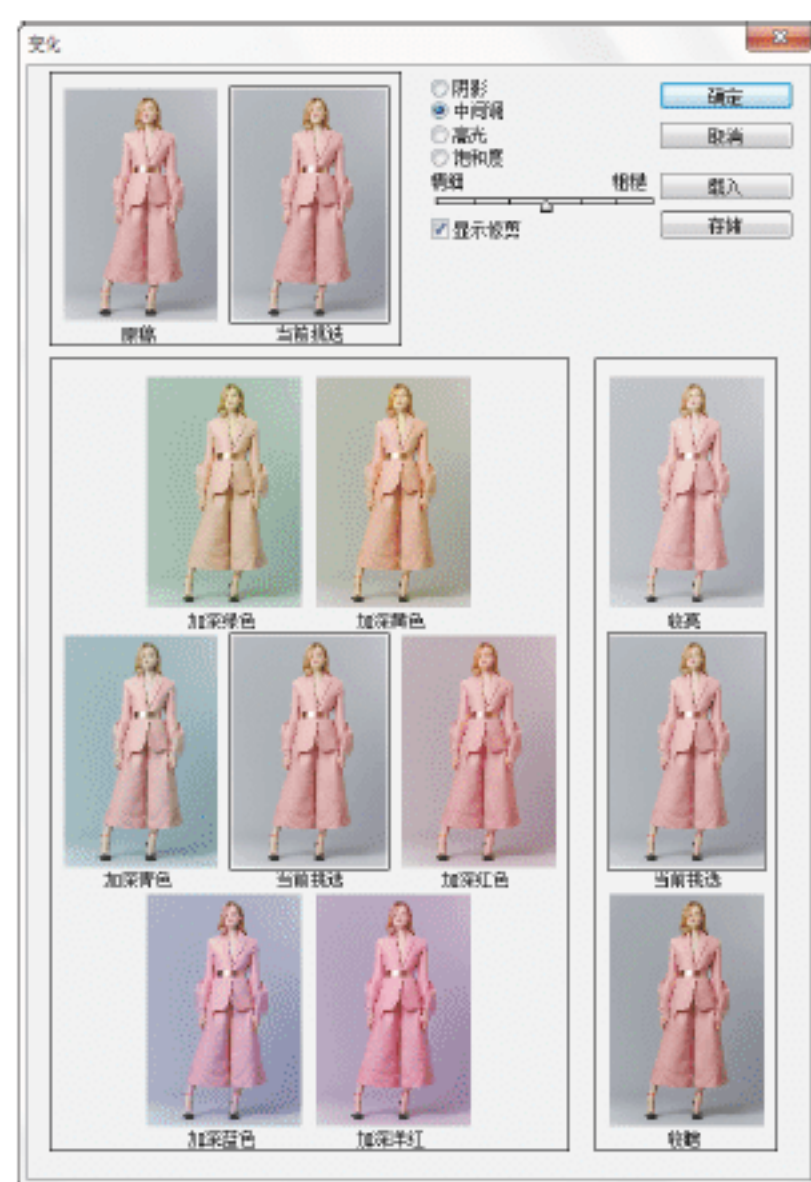 变化
阴影
中间调
高光
饱和度
精细 粗糙
显示修剪
确定
取消
载入
存储
原稿 当前挑选
加深绿色 加深黄色 较亮
加深青色 当前挑选 加深红色 当前挑选
加深蓝色 加深洋红 较暗